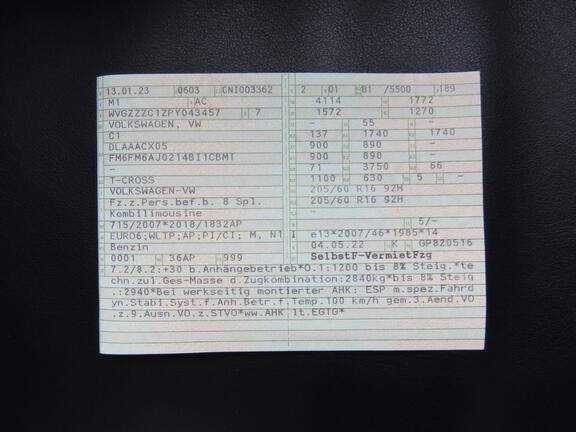 13.01.23 0603 CNI003362 2 01 B1 /5500 189
M1 AC 4114 1772
WVGZZZC1ZPY043457 7 1572 1270
VOLKSWAGEN, VW - 55 -
C1 137 1740 1740
DLAAACX05 900 890 -
FM6FM6AJ0214BI1CBMT 900 890 -
- 71 3750 66
T-CROSS 1100 630 5 -
VOLKSWAGEN-VW 205/60 R16 92H
Fz.z.Pers.bef.b. 8 Spl. 205/60 R16 92H
Kombilimousine -
715/2007*2018/1832AP 5/-
EURO6;WLTP;AP;PI/CI; M, N1 I e13*2007/46*1985*14
Benzin 04.05.22 K GP820516
0001 36AP 999 SelbstF-VermietFzg
7.2/8.2:+30 b.Anhängebetrieb*O.1:1200 bis 8% Steig.*te
chn.zul.Ges-Masse d.Zugkombination:2840kg*bis 8% Steig
.:2940*Bei werkseitig montierter AHK: ESP m.spez.Fahrd
yn.Stabi.Syst.f.Anh.Betr.f.Temp.100 km/h gem.3.Aend.VO
.z.9.Ausn.VO.z.STVO*ww.AHK lt.EGTG*